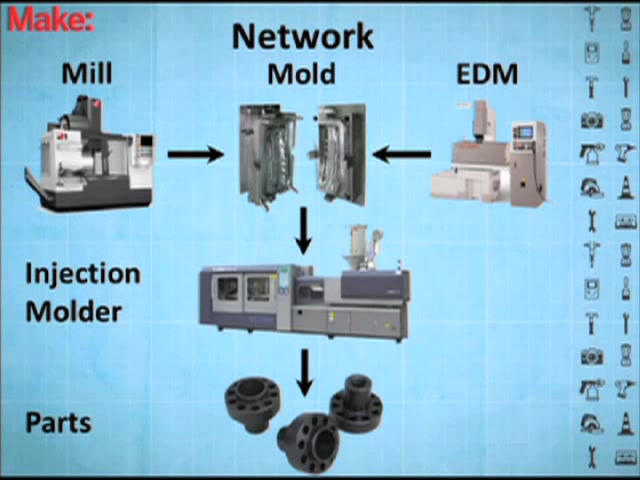 Make:
Network
Mill
Mold
EDM
Injection
Molder
Parts